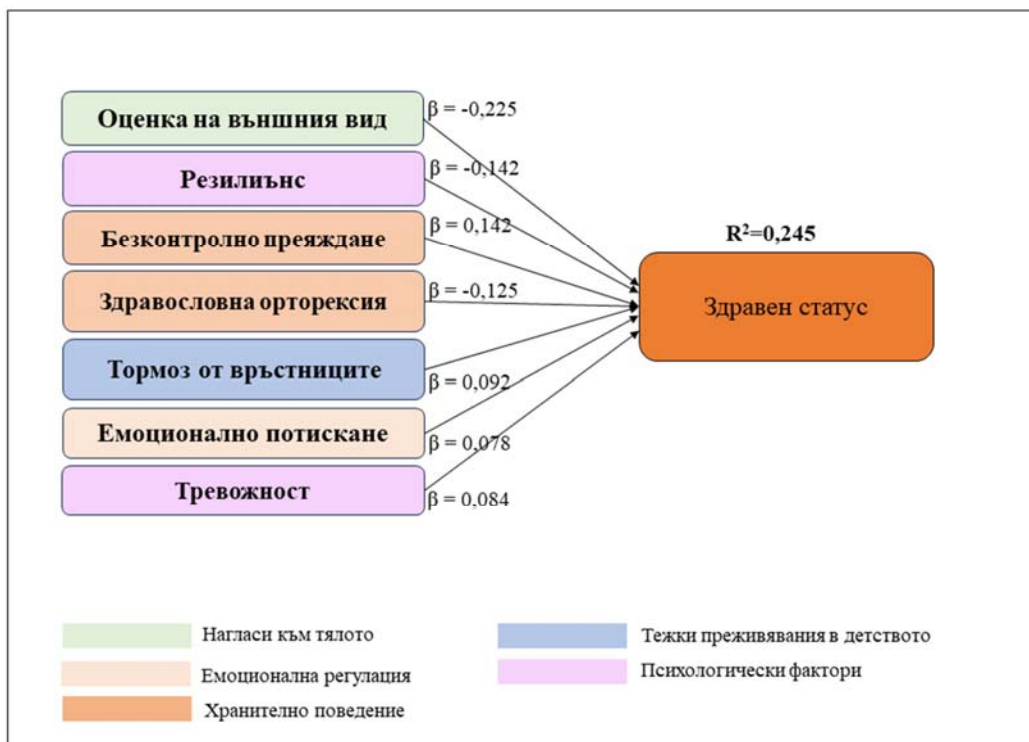 Оценка на външния вид
β = -0,225
Резилиънс
β = -0,142
Безконтролно преяждане
β = 0,142
Здравословна орторексия
β = -0,125
Тормоз от връстниците
β = 0,092
Емоционално потискане
β = 0,078
Тревожност
β = 0,084
R²=0,245
Здравен статус
Нагласи към тялото
Емоционална регулация
Хранително поведение
Тежки преживявания в детството
Психологически фактори